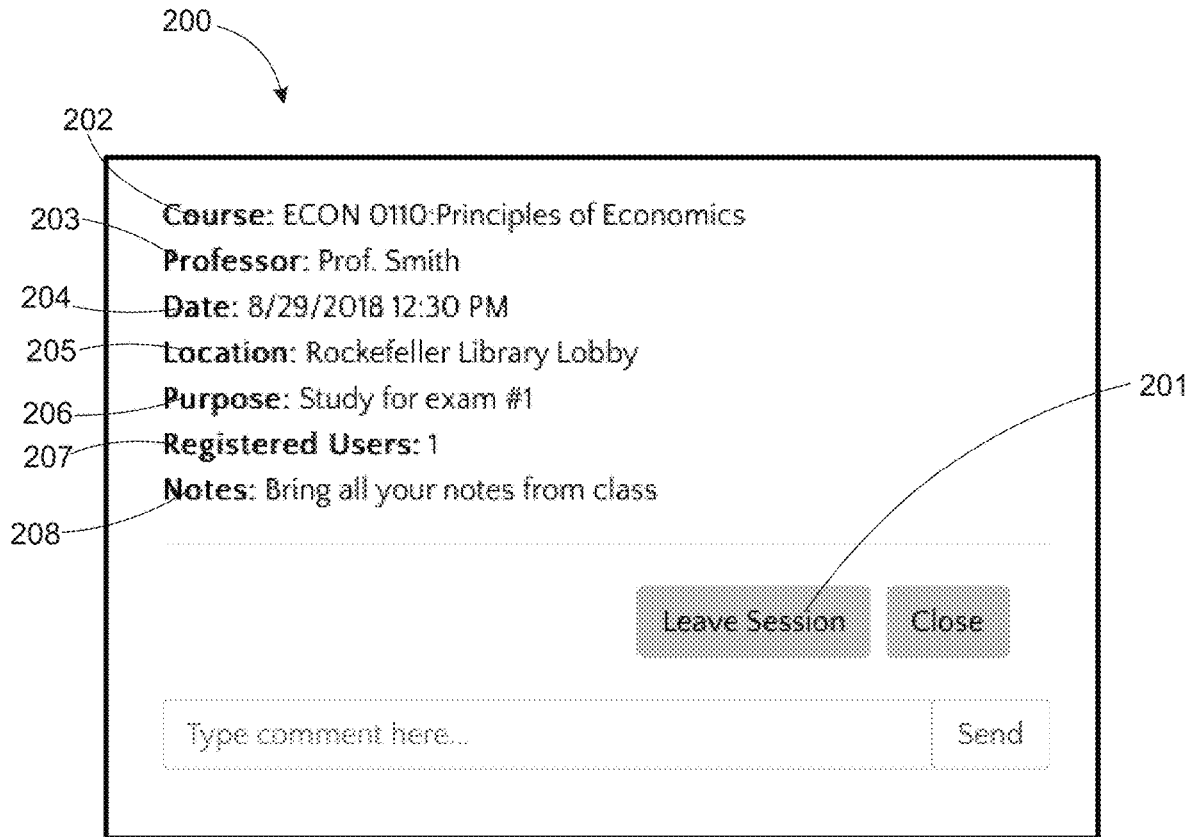 200
202
Course: ECON 0110:Principles of Economics
203
Professor: Prof. Smith
204
Date: 8/29/2018 12:30 PM
205
Location: Rockefeller Library Lobby
206
Purpose: Study for exam #1
201
207
Registered Users: 1
Notes: Bring all your notes from class
208
Leave Session Close
Type comment here... Send